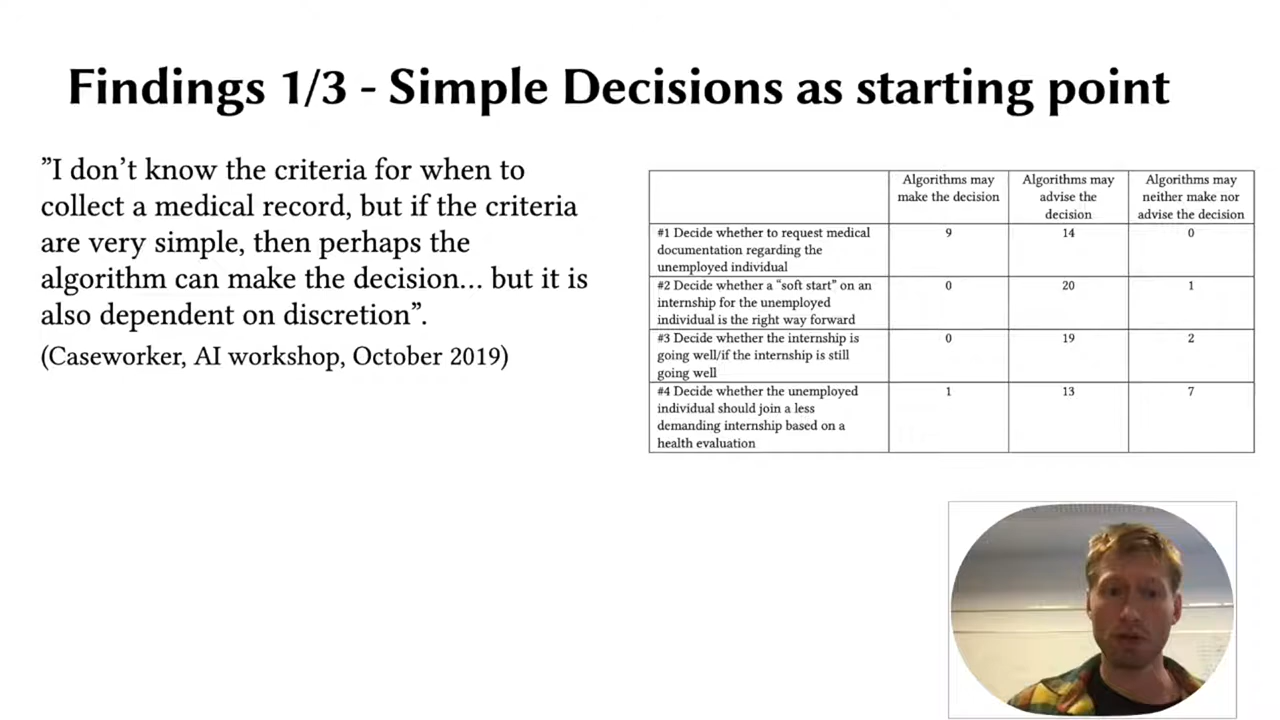 Findings 1/3 - Simple Decisions as starting point
”I don’t know the criteria for when to
collect a medical record, but if the criteria
are very simple, then perhaps the
algorithm can make the decision... but it is
also dependent on discretion”.
(Caseworker, AI workshop, October 2019)
Algorithms may
make the decision
Algorithms may
advise the
decision
Algorithms may
neither make nor
advise the decision
#1 Decide whether to request medical
documentation regarding the
unemployed individual
9
14
0
#2 Decide whether a “soft start” on an
internship for the unemployed
individual is the right way forward
0
20
1
#3 Decide whether the internship is
going well/if the internship is still
going well
0
19
2
#4 Decide whether the unemployed
individual should join a less
demanding internship based on a
health evaluation
1
13
7